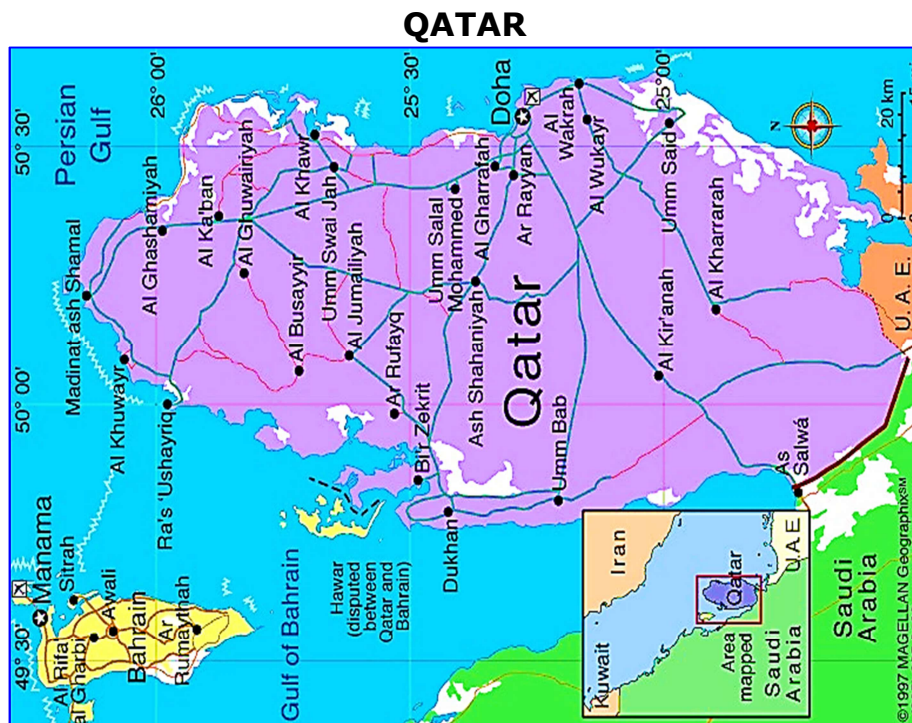 QATAR
Persian
Gulf
50° 30'
50° 00'
49° 30'
26° 00'
25° 30'
25° 00'
Madinat ash Shamal
Al Khuwayr
Ra's 'Ushayriq
Al Ghashamiyah
Al Ka'ban
Al Ghuwairiyah
Al Khawr
Umm Swai Jah
Al Busayyir
Al Jumailiyah
Ar Rufayq
Umm Salal
Mohammed
Al Gharrafah
Ash Shahaniyah
Ar Rayyan
Doha
Al
Wakrah
Al Wukayr
Umm Said
Qatar
Bi'r Zekrit
Dukhan
Umm Bab
Al Kir'anah
Al Kharrarah
As
Salwá
Manama
Sitrah
Al Rifa
al Gharbi
Awali
Bahrain
Ar
Rumaythah
Gulf of Bahrain
Hawar
(disputed
between
Qatar and
Bahrain)
N
0
20 km
U. A. E.
Saudi
Arabia
Iran
Kuwait
Qatar
U.A.E
Area
mapped
Saudi
Arabia
©1997 MAGELLAN Geographix℠